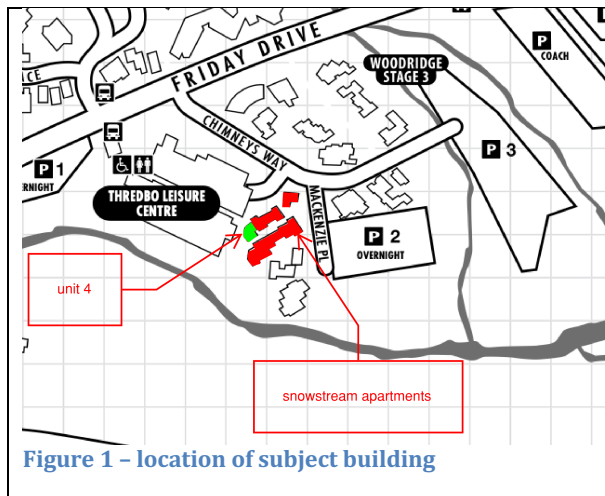 ACE
FRIDAY DRIVE
WOODRIDGE
STAGE 3
P
COACH
CHIMNEYS WAY
P 1
ERNIGHT
THREDBO LEISURE
CENTRE
MACKENZIE PL
P 3
P 2
OVERNIGHT
unit 4
snowstream apartments
Figure 1 – location of subject building